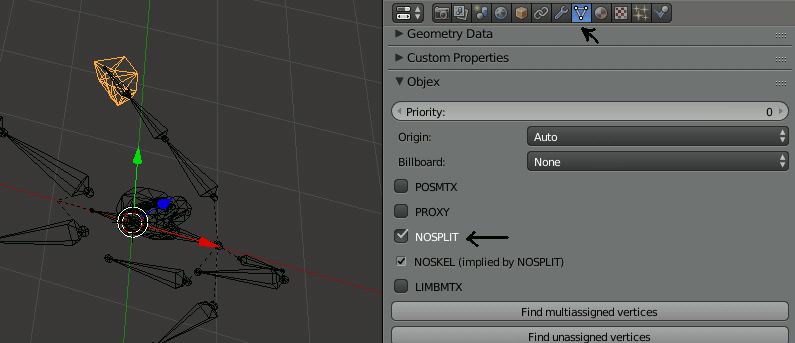 Geometry Data
Custom Properties
Objex
Priority: 0
Origin: Auto
Billboard: None
POSMTX
PROXY
NOSPLIT
NOSKEL (implied by NOSPLIT)
LIMBMTX
Find multiassigned vertices
Find unassigned vertices